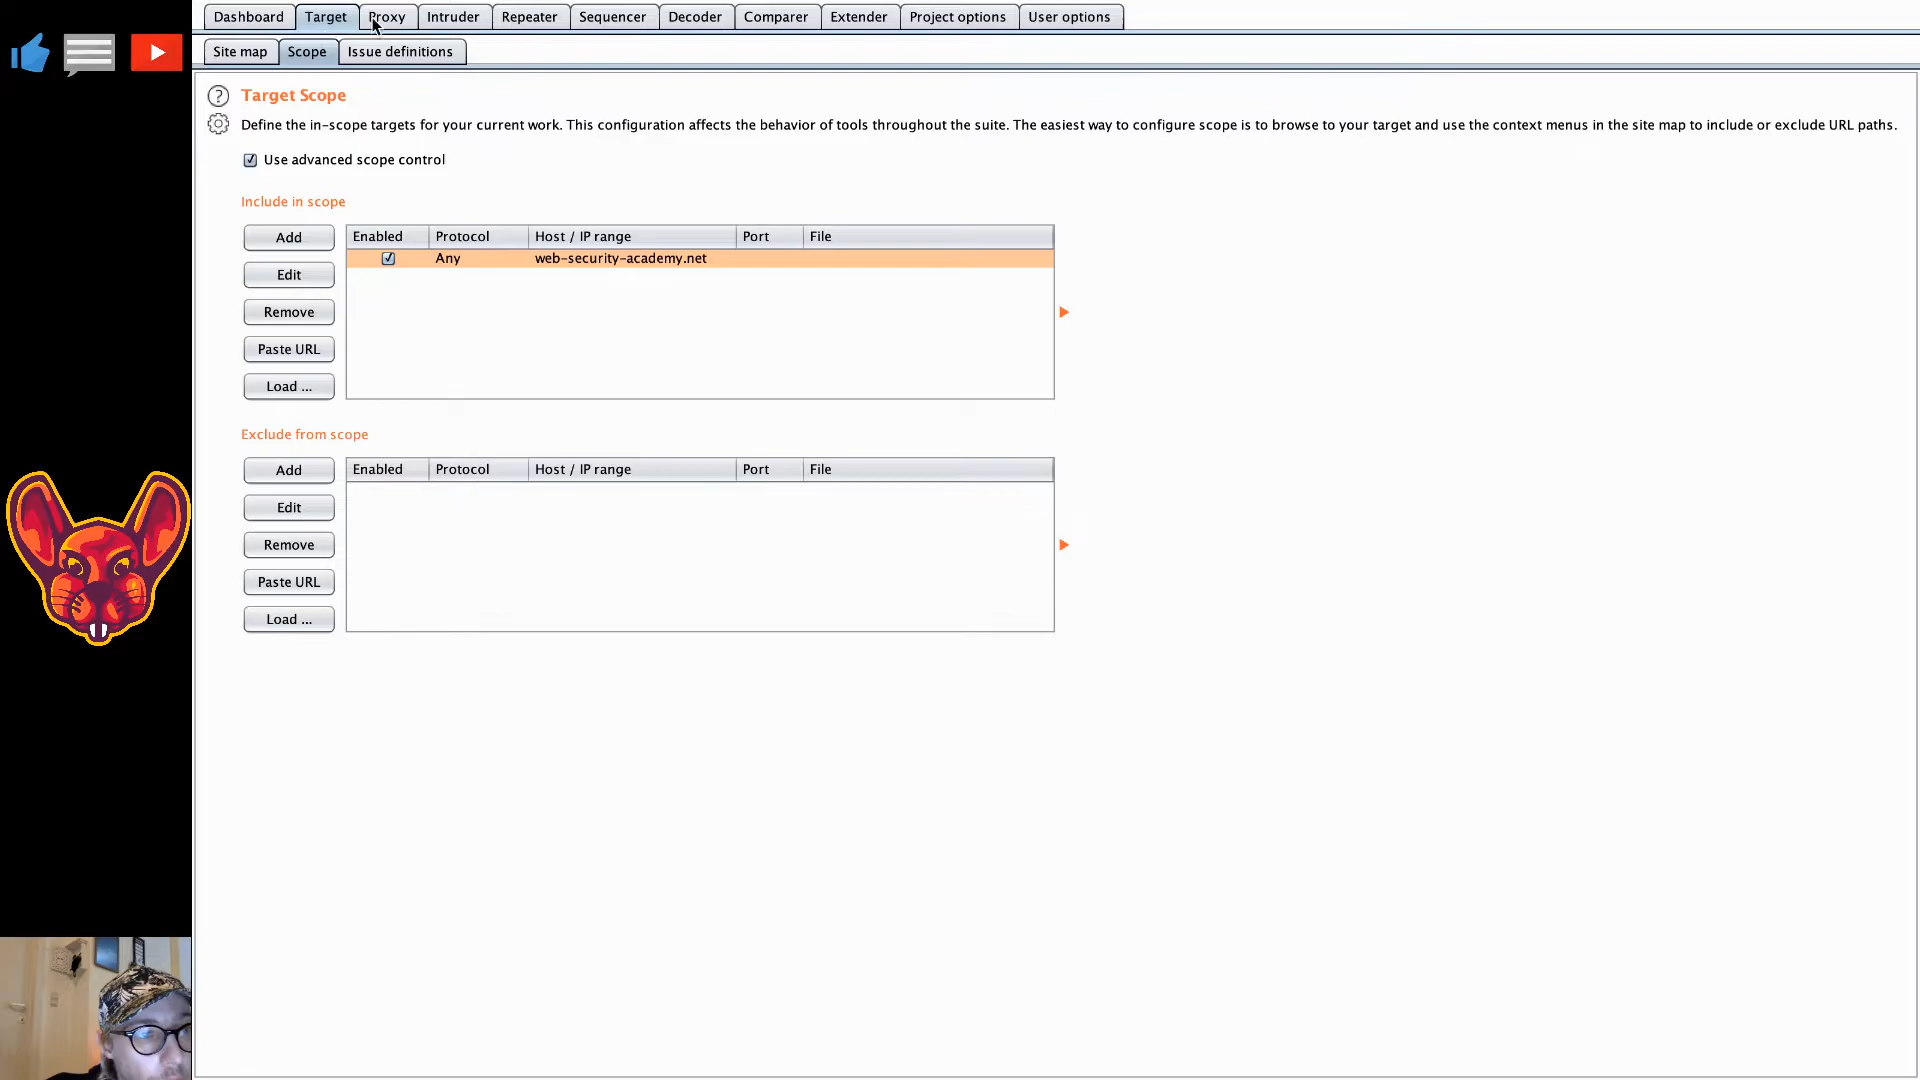 Dashboard Target Proxy Intruder Repeater Sequencer Decoder Comparer Extender Project options User options
Site map Scope Issue definitions
Target Scope
Define the in-scope targets for your current work. This configuration affects the behavior of tools throughout the suite. The easiest way to configure scope is to browse to your target and use the context menus in the site map to include or exclude URL paths.
Use advanced scope control
Include in scope
Add
Edit
Remove
Paste URL
Load ...
Enabled Protocol Host / IP range Port File
Any web-security-academy.net
Exclude from scope
Add
Edit
Remove
Paste URL
Load ...
Enabled Protocol Host / IP range Port File